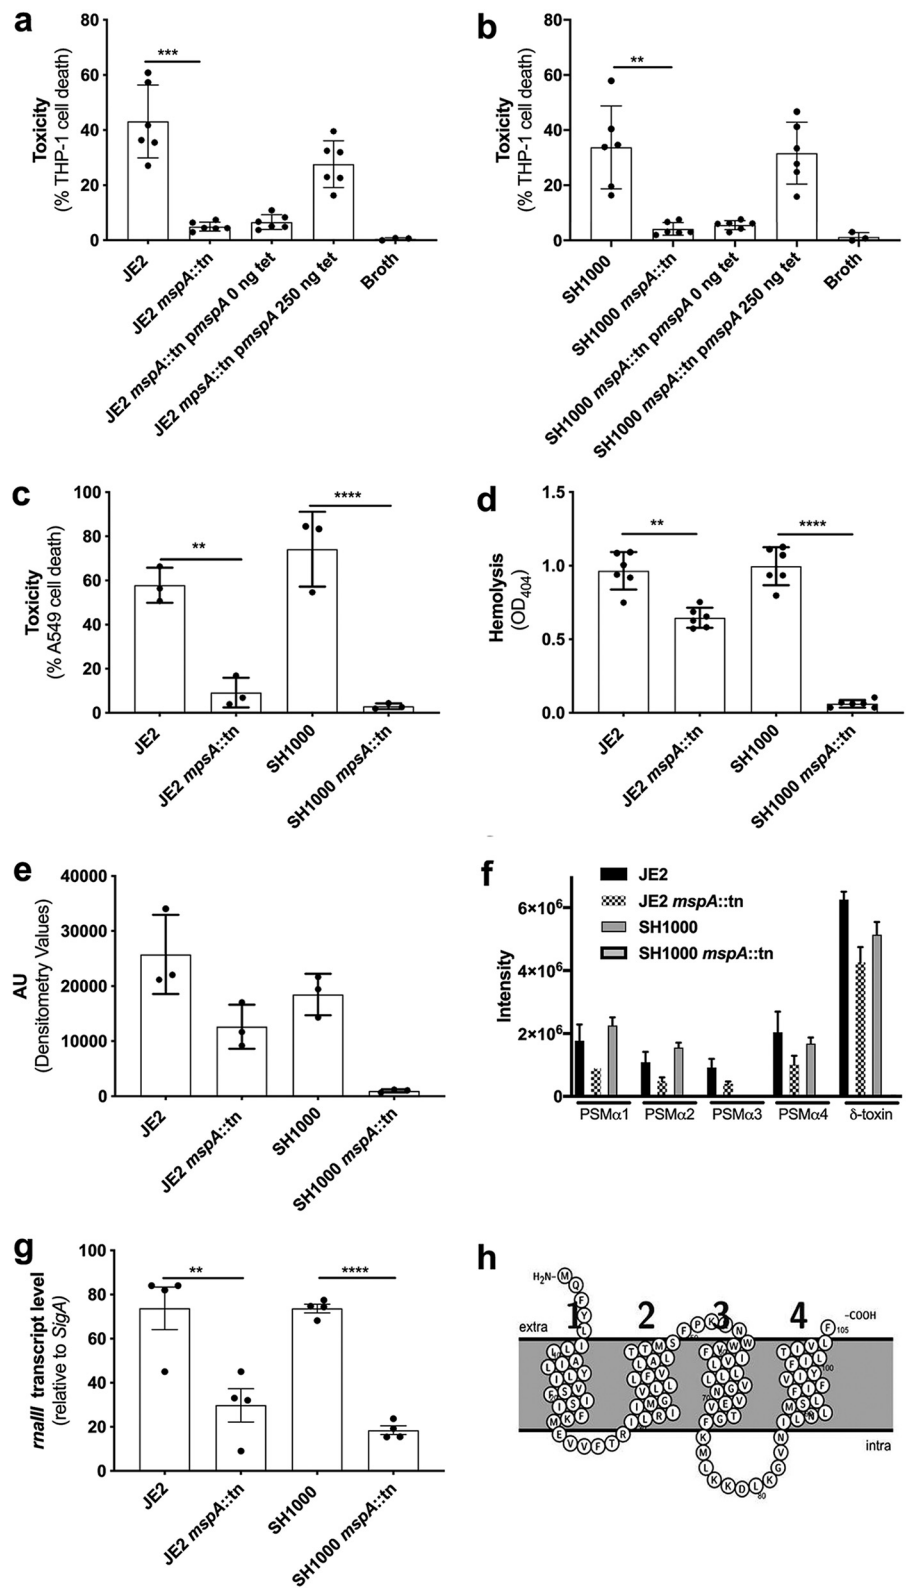 a
Toxicity
(% THP-1 cell death)
80
60
40
20
0
***
JE2
JE2 mspA::tn
JE2 mspA::tn pmspA 0 ng tet
JE2 mpsA::tn pmspA 250 ng tet
Broth
b
Toxicity
(% THP-1 cell death)
80
60
40
20
0
**
SH1000
SH1000 mspA::tn
SH1000 mspA::tn pmspA 0 ng tet
SH1000 mspA::tn pmspA 250 ng tet
Broth
c
Toxicity
(% A549 cell death)
100
80
60
40
20
0
**
****
JE2
JE2 mpsA::tn
SH1000
SH1000 mpsA::tn
d
Hemolysis
(OD404)
1.5
1.0
0.5
0.0
**
****
JE2
JE2 mspA::tn
SH1000
SH1000 mspA::tn
e
AU
(Densitometry Values)
40000
30000
20000
10000
0
JE2
JE2 mspA::tn
SH1000
SH1000 mspA::tn
f
JE2
JE2 mspA::tn
SH1000
SH1000 mspA::tn
Intensity
6×10⁶
4×10⁶
2×10⁶
0
PSMα1
PSMα2
PSMα3
PSMα4
δ-toxin
g
rnaIII transcript level
(relative to SigA)
100
80
60
40
20
0
**
****
JE2
JE2 mspA::tn
SH1000
SH1000 mspA::tn
h
H₂N-
M
Q
F
Y
L
1
2
3
4
-COOH
105
extra
intra
E V V F T R
K M L K K D L K G V N
80
100